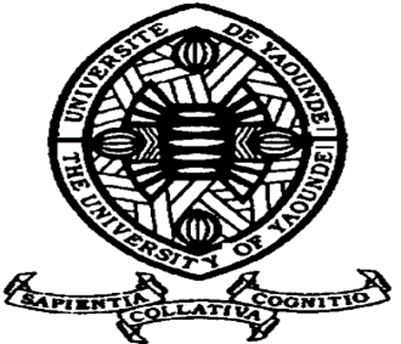 UNIVERSITE DE YAOUNDE I
THE UNIVERSITY OF YAOUNDE I
SAPIENTIA
COLLATIVA
COGNITIO